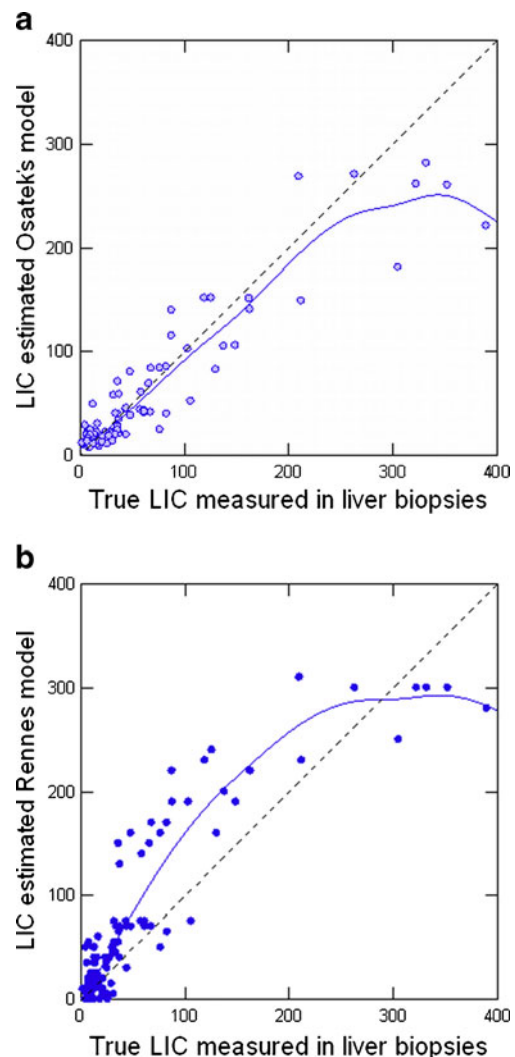 a
400
300
200
100
0
0 100 200 300 400
LIC estimated Osatek's model
True LIC measured in liver biopsies
b
400
300
200
100
0
0 100 200 300 400
LIC estimated Rennes model
True LIC measured in liver biopsies